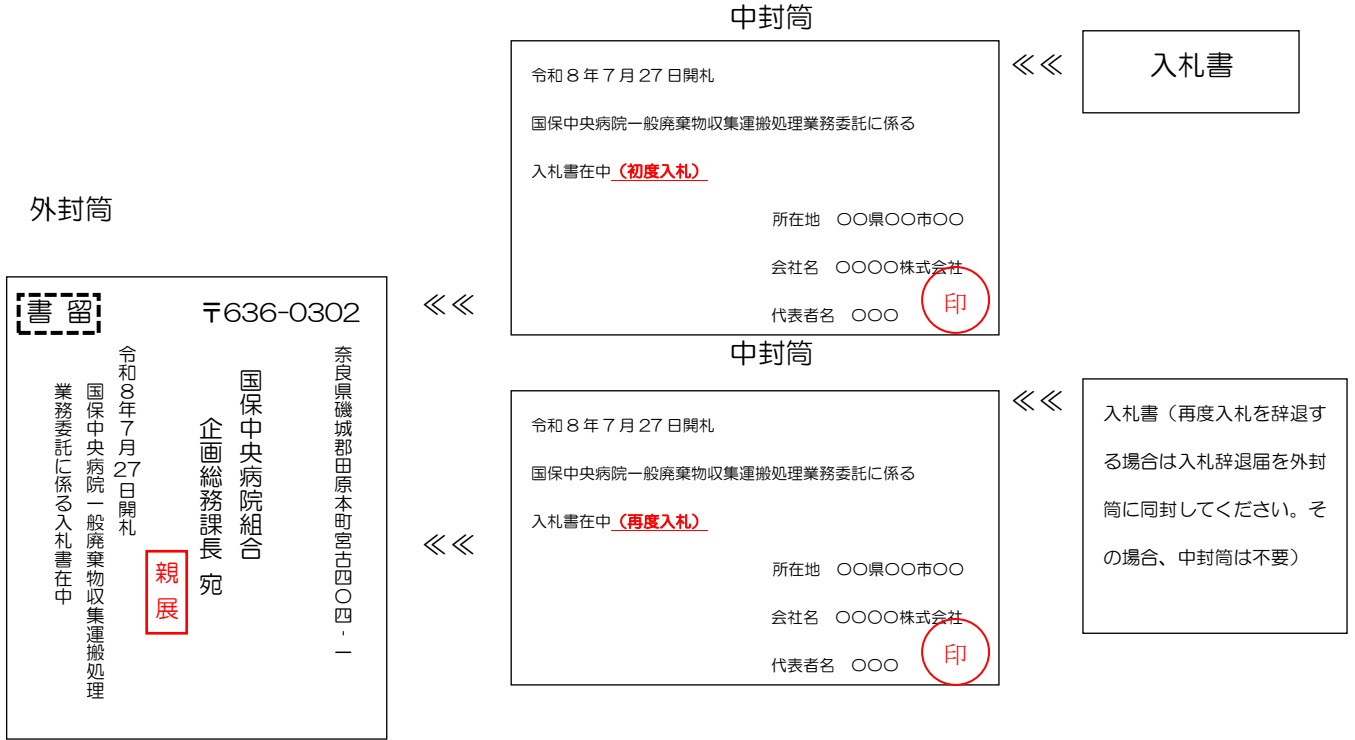 中封筒
令和８年７月27日開札
国保中央病院一般廃棄物収集運搬処理業務委託に係る
入札書在中（初度入札）
所在地　〇〇県〇〇市〇〇
会社名　〇〇〇〇株式会社
代表者名　〇〇〇
印
≪≪
入札書
外封筒
書留
〒636-0302
奈良県磯城郡田原本町宮古四〇四-一
国保中央病院組合
企画総務課長 宛
親展
令和８年７月27日開札
国保中央病院一般廃棄物収集運搬処理
業務委託に係る入札書在中
≪≪
≪≪
中封筒
令和８年７月27日開札
国保中央病院一般廃棄物収集運搬処理業務委託に係る
入札書在中（再度入札）
所在地　〇〇県〇〇市〇〇
会社名　〇〇〇〇株式会社
代表者名　〇〇〇
印
≪≪
入札書（再度入札を辞退す
る場合は入札辞退届を外封
筒に同封してください。そ
の場合、中封筒は不要）